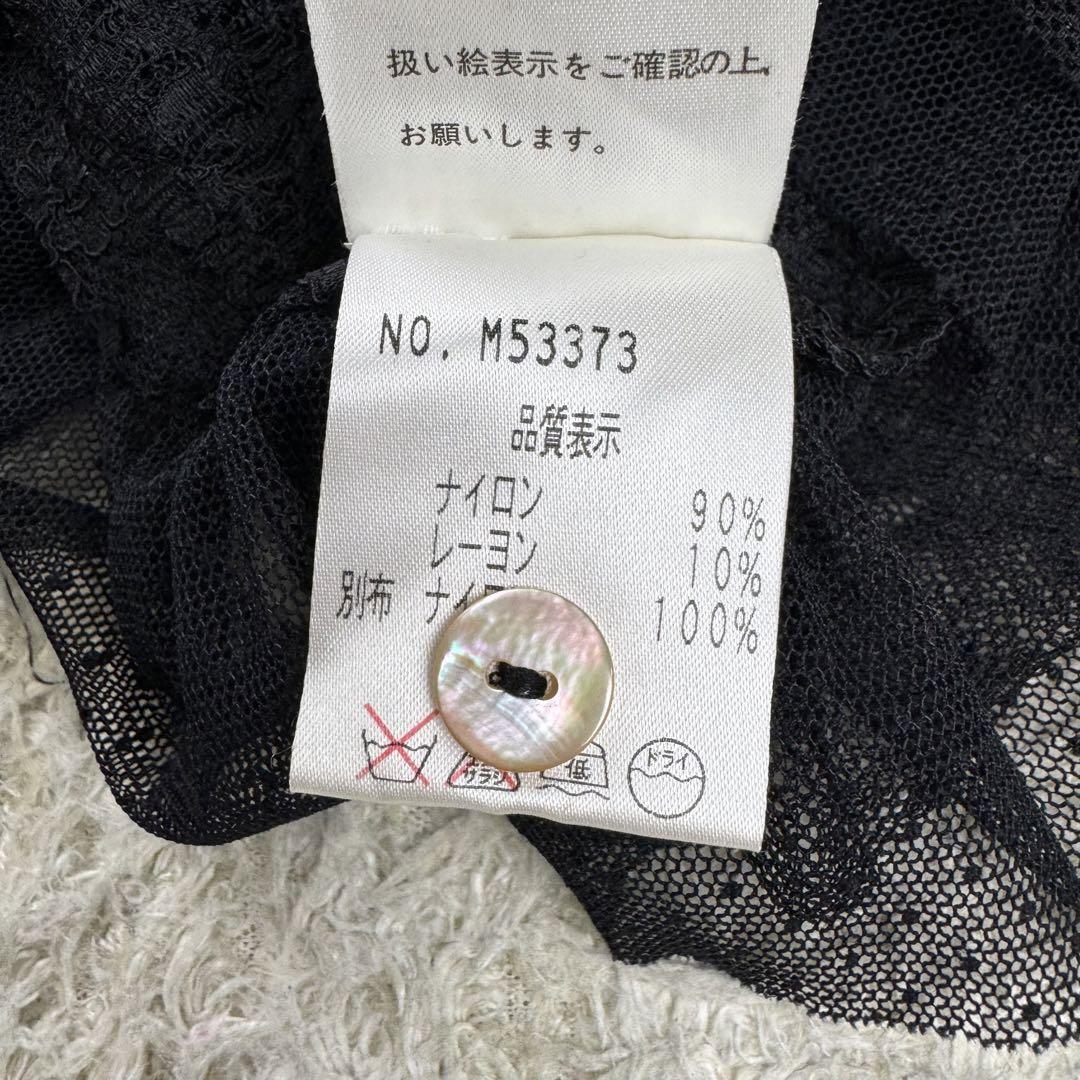 扱い絵表示をご確認の上、
お願いします。
NO. M53373
品質表示
ナイロン 90%
レーヨン 10%
別布 100%
低 ドライ